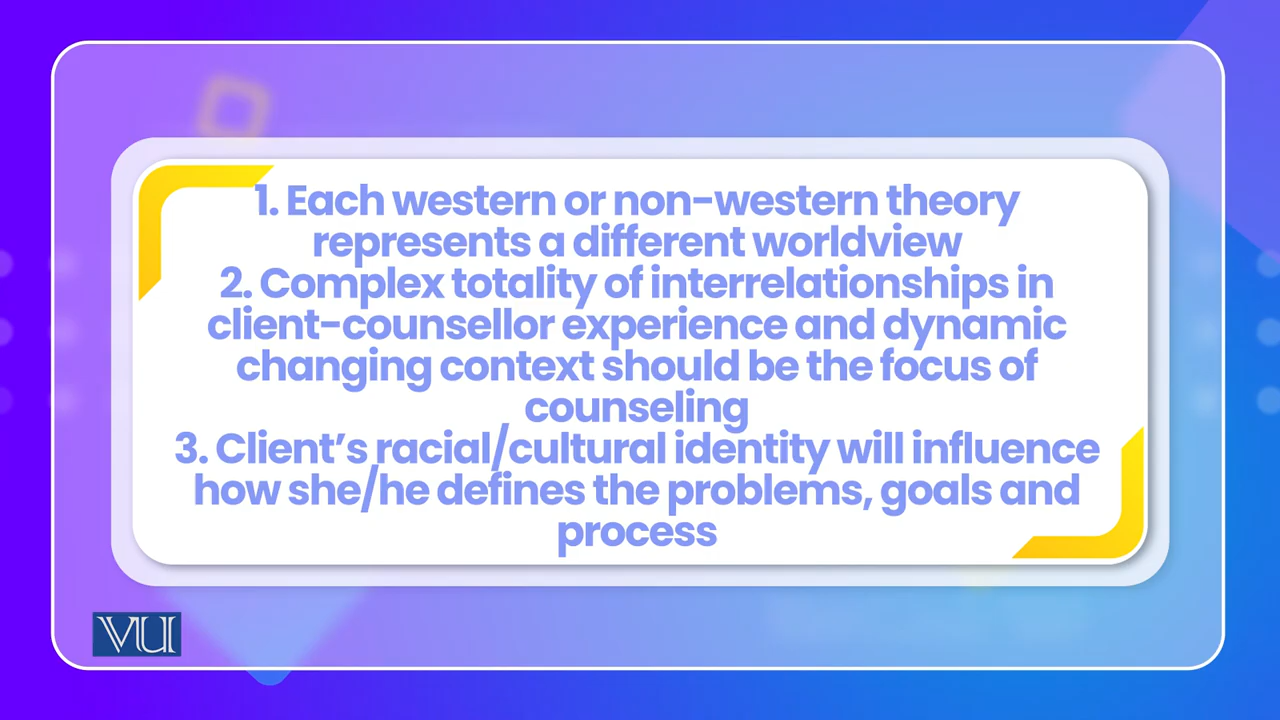 1. Each western or non-western theory
represents a different worldview
2. Complex totality of interrelationships in
client-counsellor experience and dynamic
changing context should be the focus of
counseling
3. Client’s racial/cultural identity will influence
how she/he defines the problems, goals and
process
VU